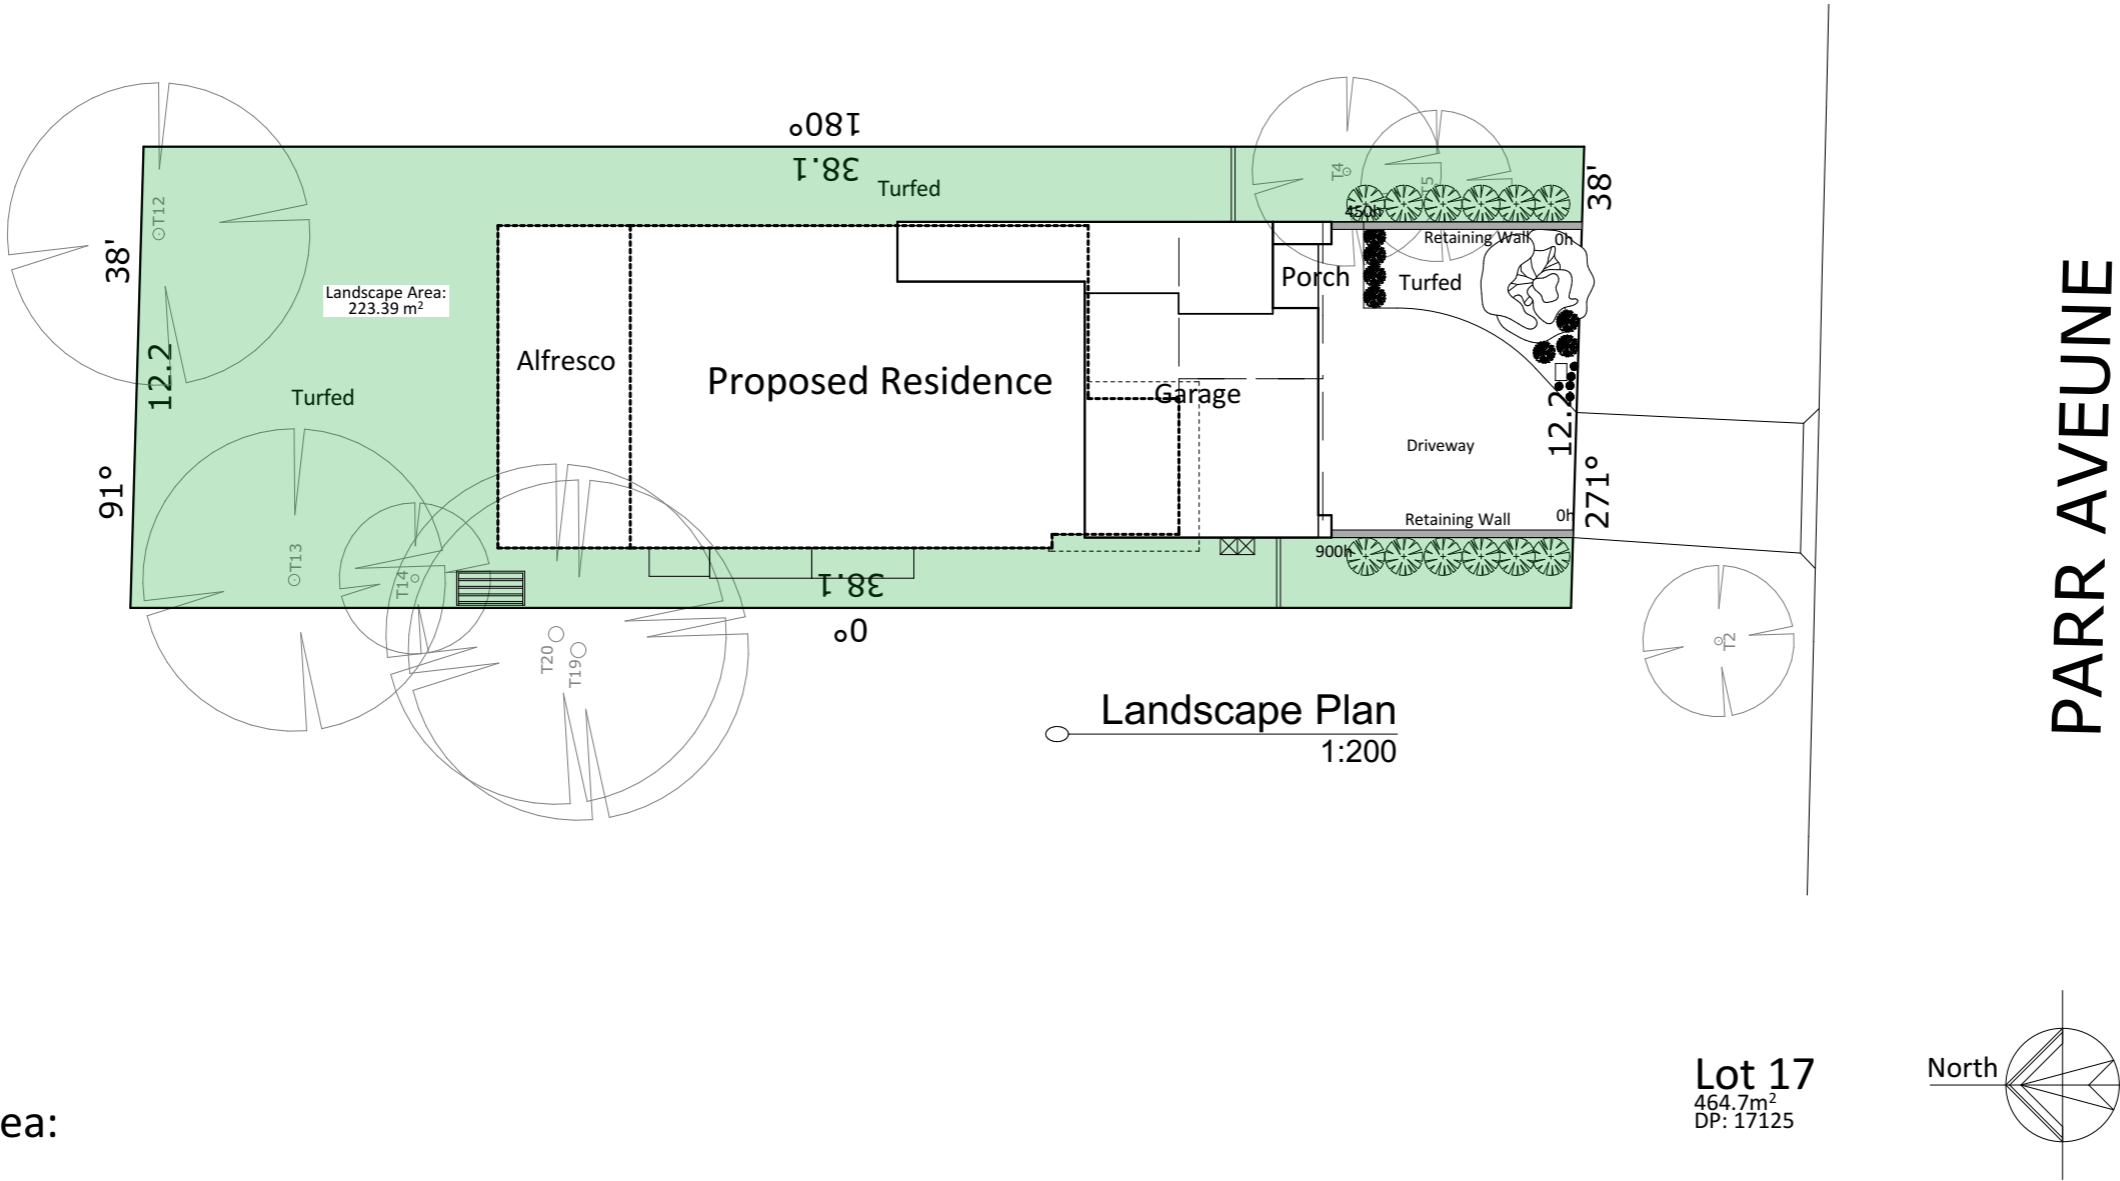 180°
38.1
Turfed
T12
38'
12.2
91°
Landscape Area:
223.39 m²
Turfed
T13
T14
T20
T19
Alfresco
Proposed Residence
Garage
Porch
T4
T5
450h
Retaining Wall
0h
Turfed
38'
Driveway
12.2
271°
Retaining Wall
0h
900h
38.1
0°
T2
PARR AVEUNE
Landscape Plan
1:200
Lot 17
464.7m²
DP: 17125
North
ea: